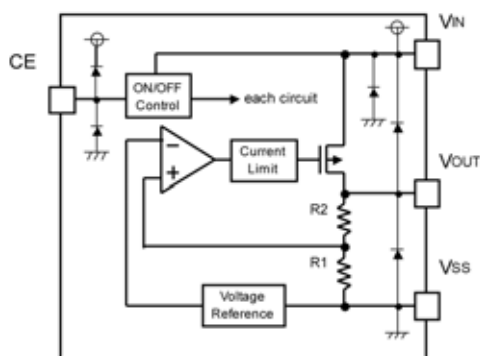 VIN
CE
ON/OFF
Control
each circuit
−
+
Current
Limit
VOUT
R2
R1
VSS
Voltage
Reference